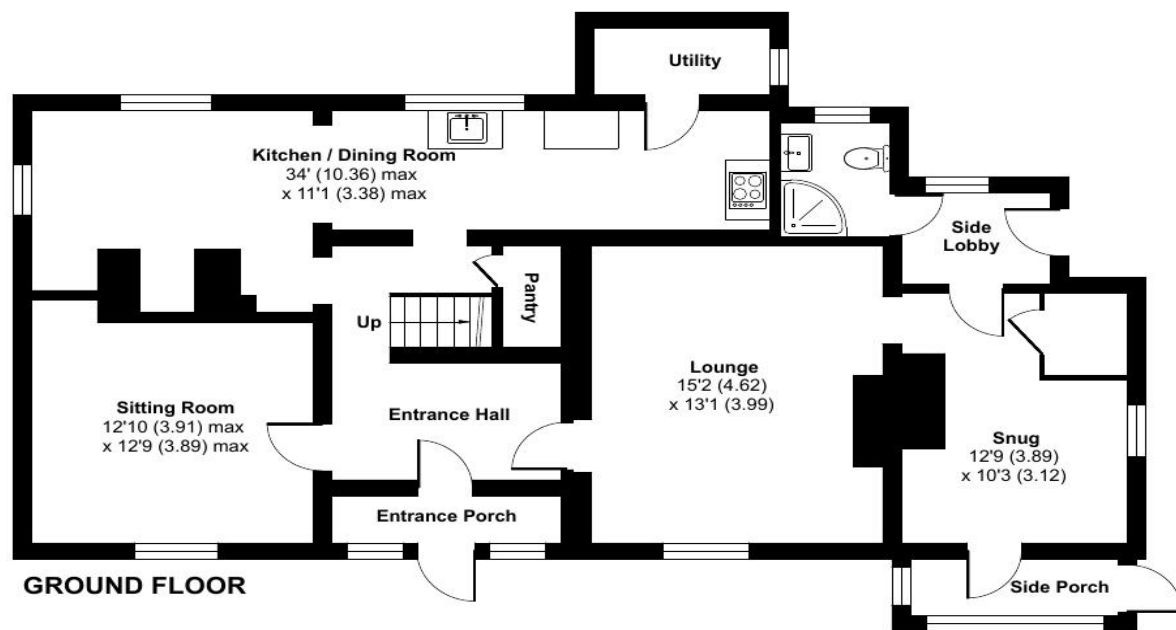 Utility
Kitchen / Dining Room
34' (10.36) max
x 11'1 (3.38) max
Side
Lobby
Pantry
Up
Lounge
15'2 (4.62)
x 13'1 (3.99)
Sitting Room
12'10 (3.91) max
x 12'9 (3.89) max
Entrance Hall
Snug
12'9 (3.89)
x 10'3 (3.12)
Entrance Porch
Side Porch
GROUND FLOOR